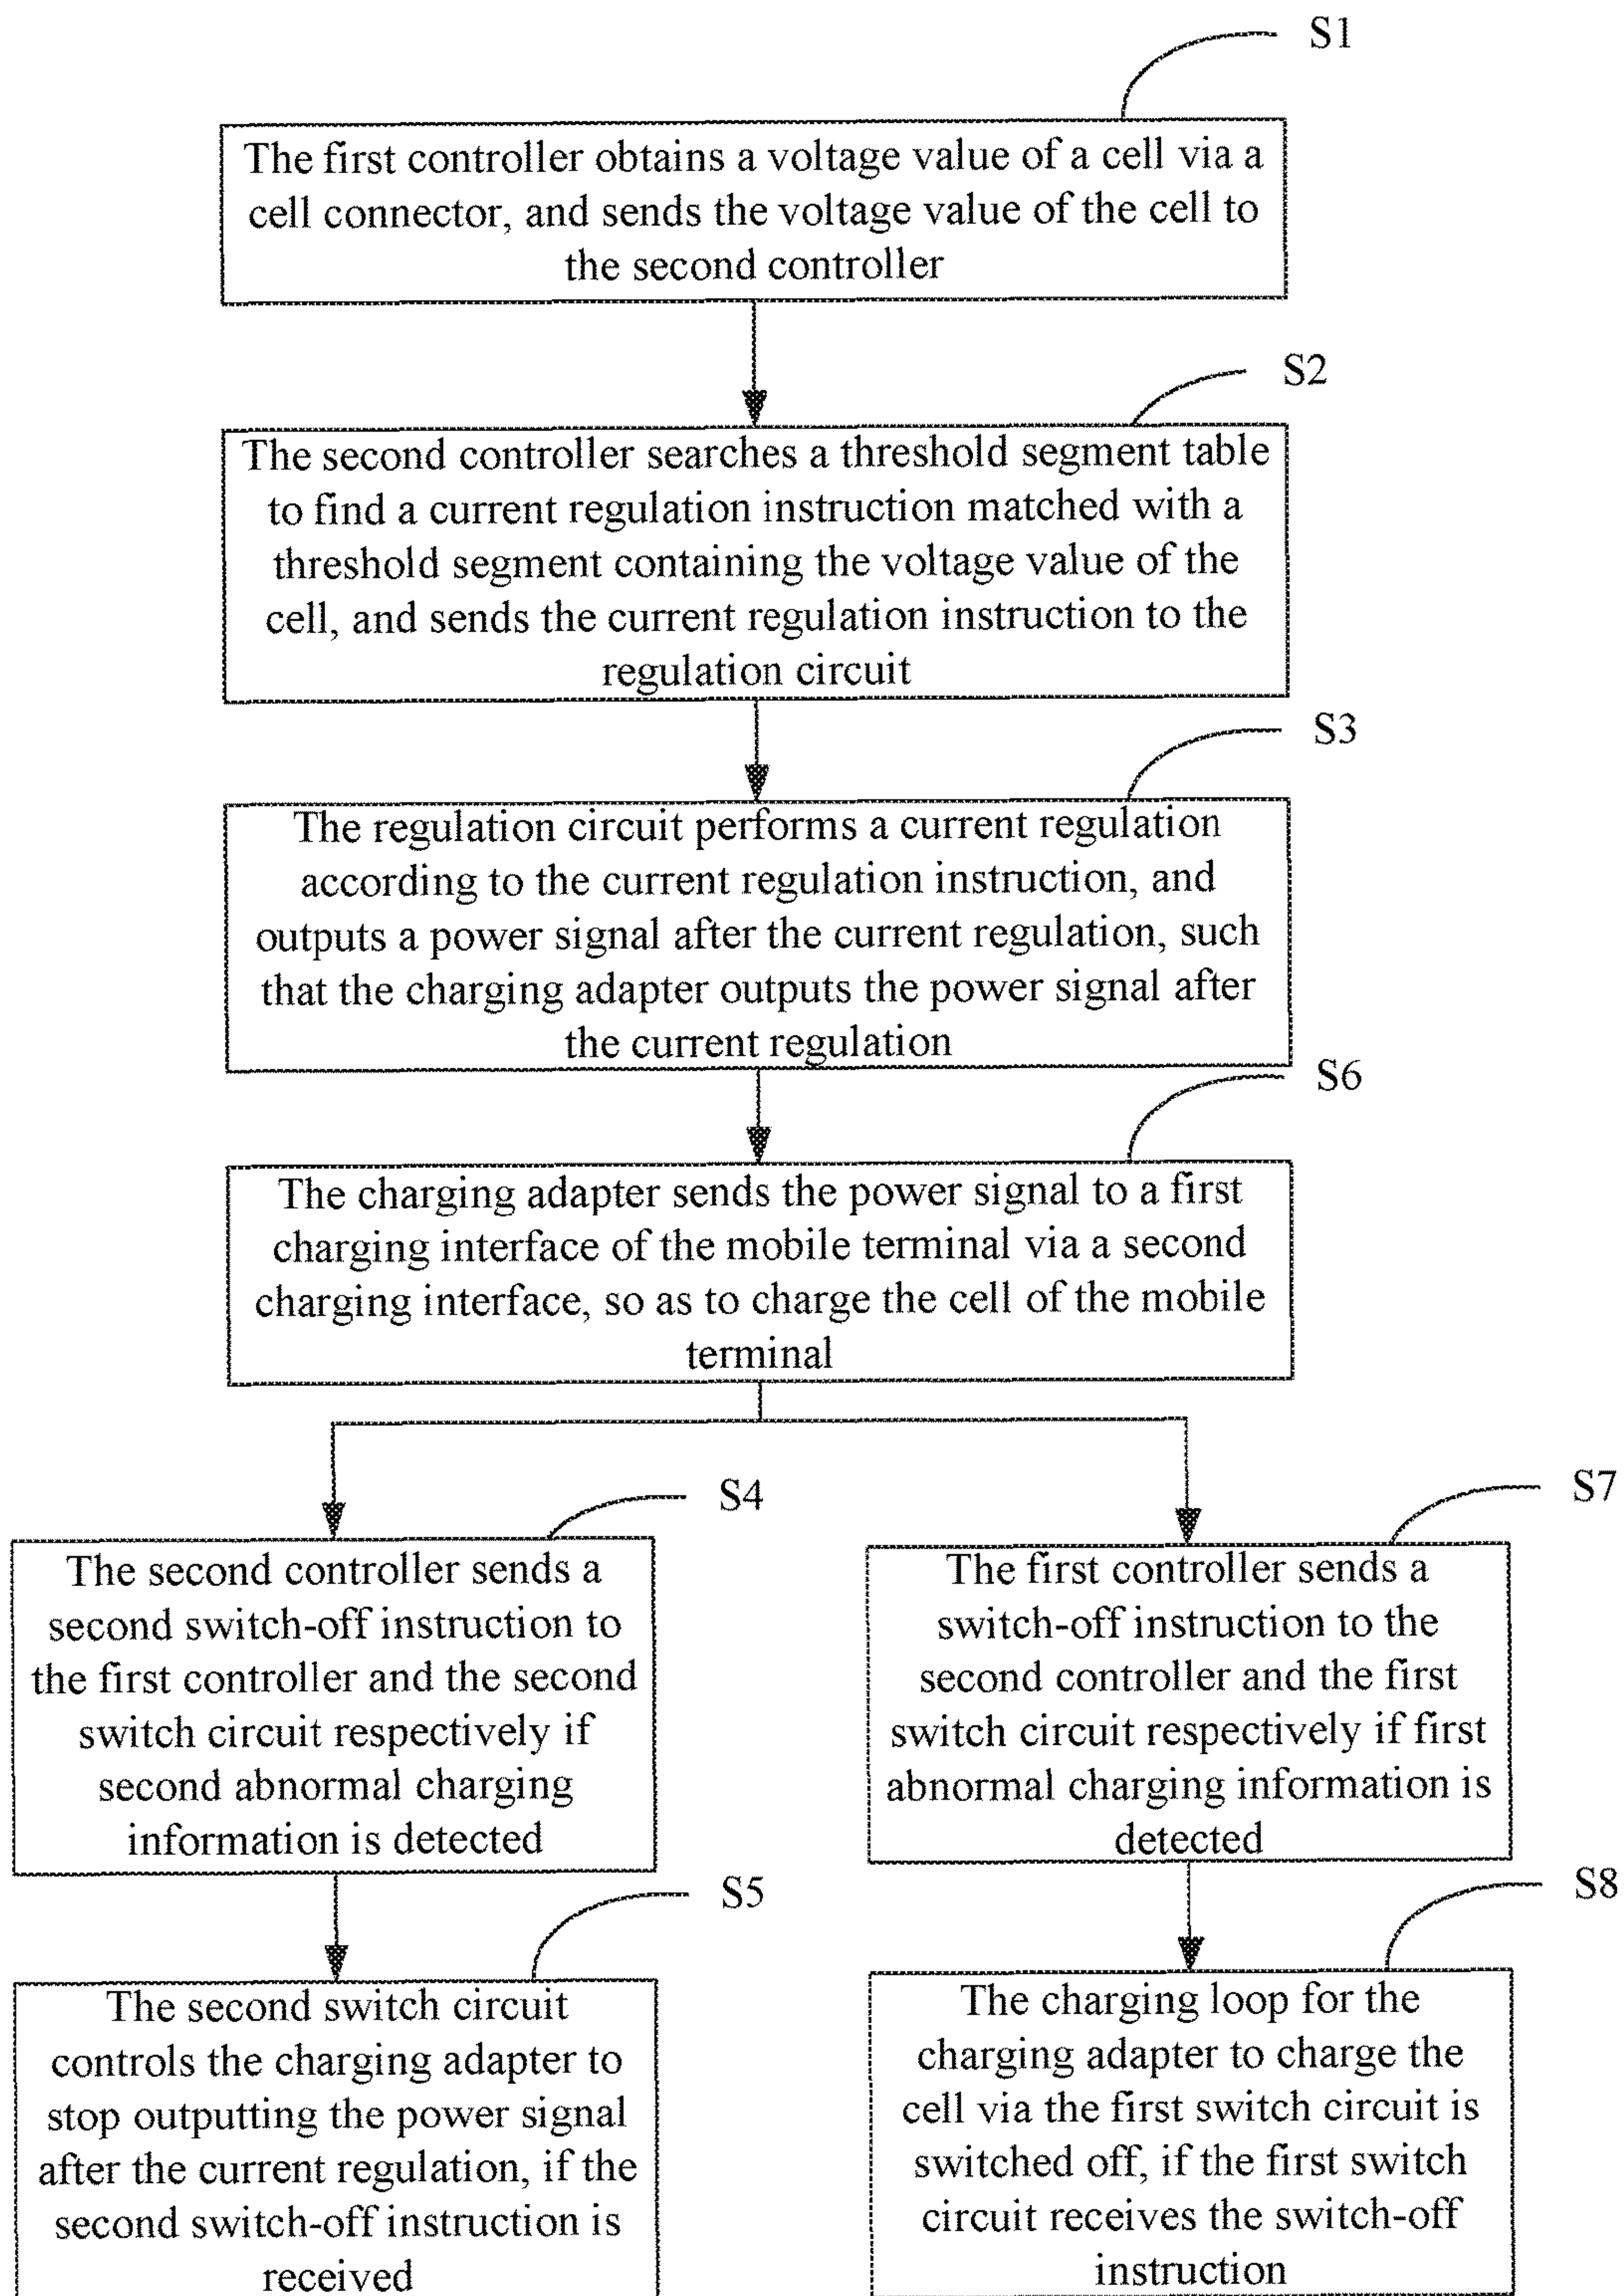 S1
The first controller obtains a voltage value of a cell via a
cell connector, and sends the voltage value of the cell to
the second controller
S2
The second controller searches a threshold segment table
to find a current regulation instruction matched with a
threshold segment containing the voltage value of the
cell, and sends the current regulation instruction to the
regulation circuit
S3
The regulation circuit performs a current regulation
according to the current regulation instruction, and
outputs a power signal after the current regulation, such
that the charging adapter outputs the power signal after
the current regulation
S6
The charging adapter sends the power signal to a first
charging interface of the mobile terminal via a second
charging interface, so as to charge the cell of the mobile
terminal
S4
The second controller sends a
second switch-off instruction to
the first controller and the second
switch circuit respectively if
second abnormal charging
information is detected
S5
The second switch circuit
controls the charging adapter to
stop outputting the power signal
after the current regulation, if the
second switch-off instruction is
received
S7
The first controller sends a
switch-off instruction to the
second controller and the first
switch circuit respectively if first
abnormal charging information is
detected
S8
The charging loop for the
charging adapter to charge the
cell via the first switch circuit is
switched off, if the first switch
circuit receives the switch-off
instruction